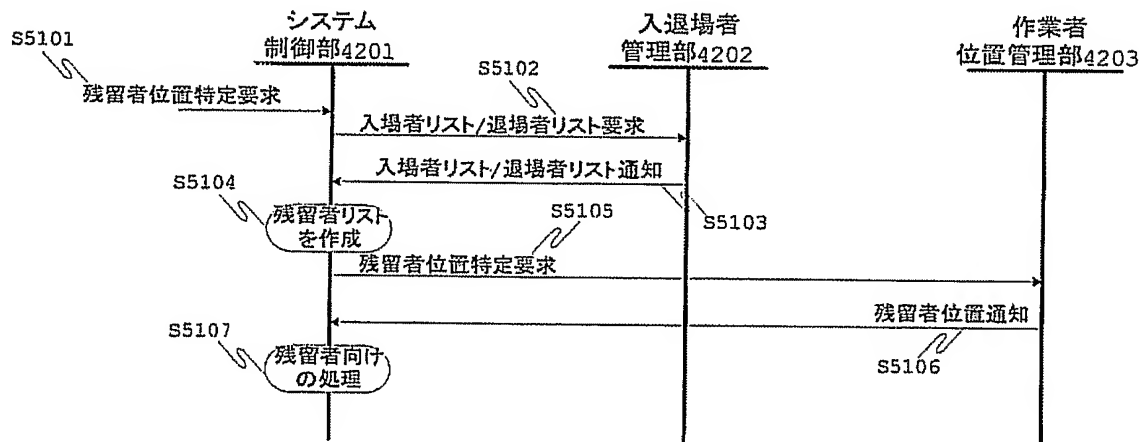 システム
制御部4201
入退場者
管理部4202
作業者
位置管理部4203
S5101
残留者位置特定要求
S5102
入場者リスト/退場者リスト要求
入場者リスト/退場者リスト通知
S5103
S5104
残留者リスト
を作成
S5105
残留者位置特定要求
残留者位置通知
S5106
S5107
残留者向け
の処理